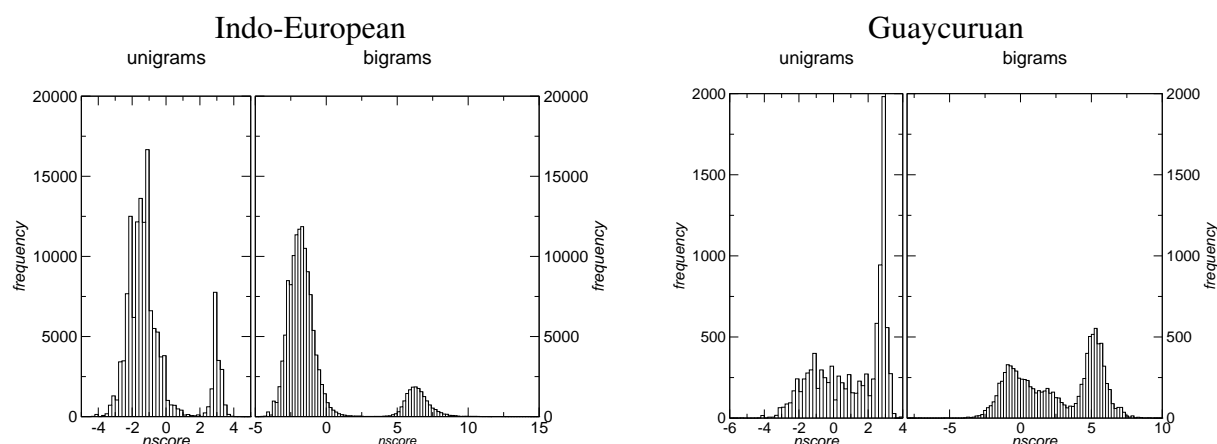 Indo-European
Guaycuruan
unigrams
bigrams
unigrams
bigrams
20000
15000
10000
5000
0
20000
15000
10000
5000
0
2000
1500
1000
500
0
2000
1500
1000
500
0
frequency
frequency
frequency
frequency
-4 -2 0 2 4
-5 0 5 10 15
-6 -4 -2 0 2 4
-5 0 5 10
nscore
nscore
nscore
nscore